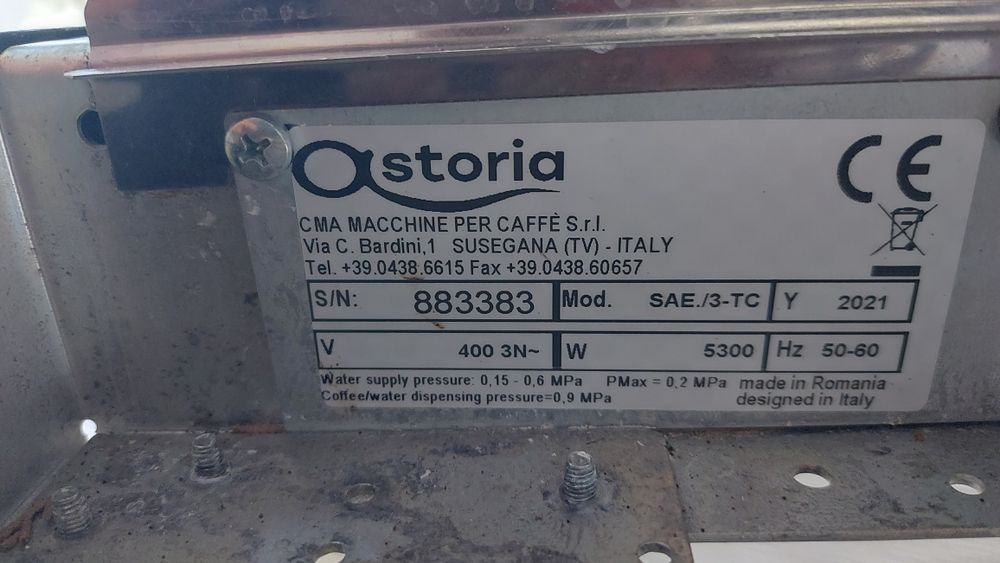 astoria
CE
CMA MACCHINE PER CAFFÈ S.r.l.
Via C. Bardini,1 SUSEGANA (TV) - ITALY
Tel. +39.0438.6615 Fax +39.0438.60657
S/N: 883383 Mod. SAE./3-TC Y 2021
V 400 3N~ W 5300 Hz 50-60
Water supply pressure: 0,15 - 0,6 MPa PMax = 0,2 MPa made in Romania
Coffee/water dispensing pressure=0,9 MPa designed in Italy